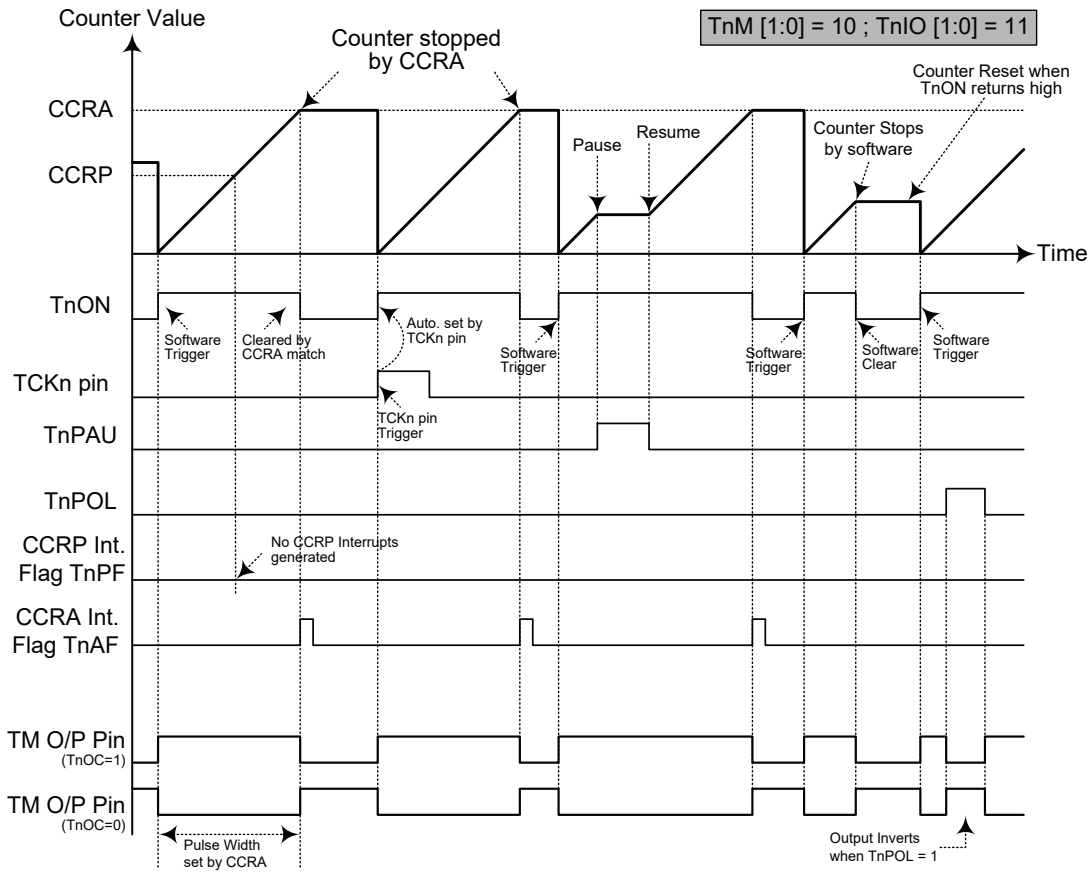 Counter Value
TnM [1:0] = 10 ; TnIO [1:0] = 11
Counter stopped
by CCRA
Counter Reset when
TnON returns high
CCRA
Pause
Resume
Counter Stops
by software
CCRP
Time
TnON
Software
Trigger
Cleared by
CCRA match
Auto. set by
TCKn pin
Software
Trigger
Software
Trigger
Software
Clear
Software
Trigger
TCKn pin
TCKn pin
Trigger
TnPAU
TnPOL
CCRP Int.
Flag TnPF
No CCRP Interrupts
generated
CCRA Int.
Flag TnAF
TM O/P Pin
(TnOC=1)
TM O/P Pin
(TnOC=0)
Pulse Width
set by CCRA
Output Inverts
when TnPOL = 1